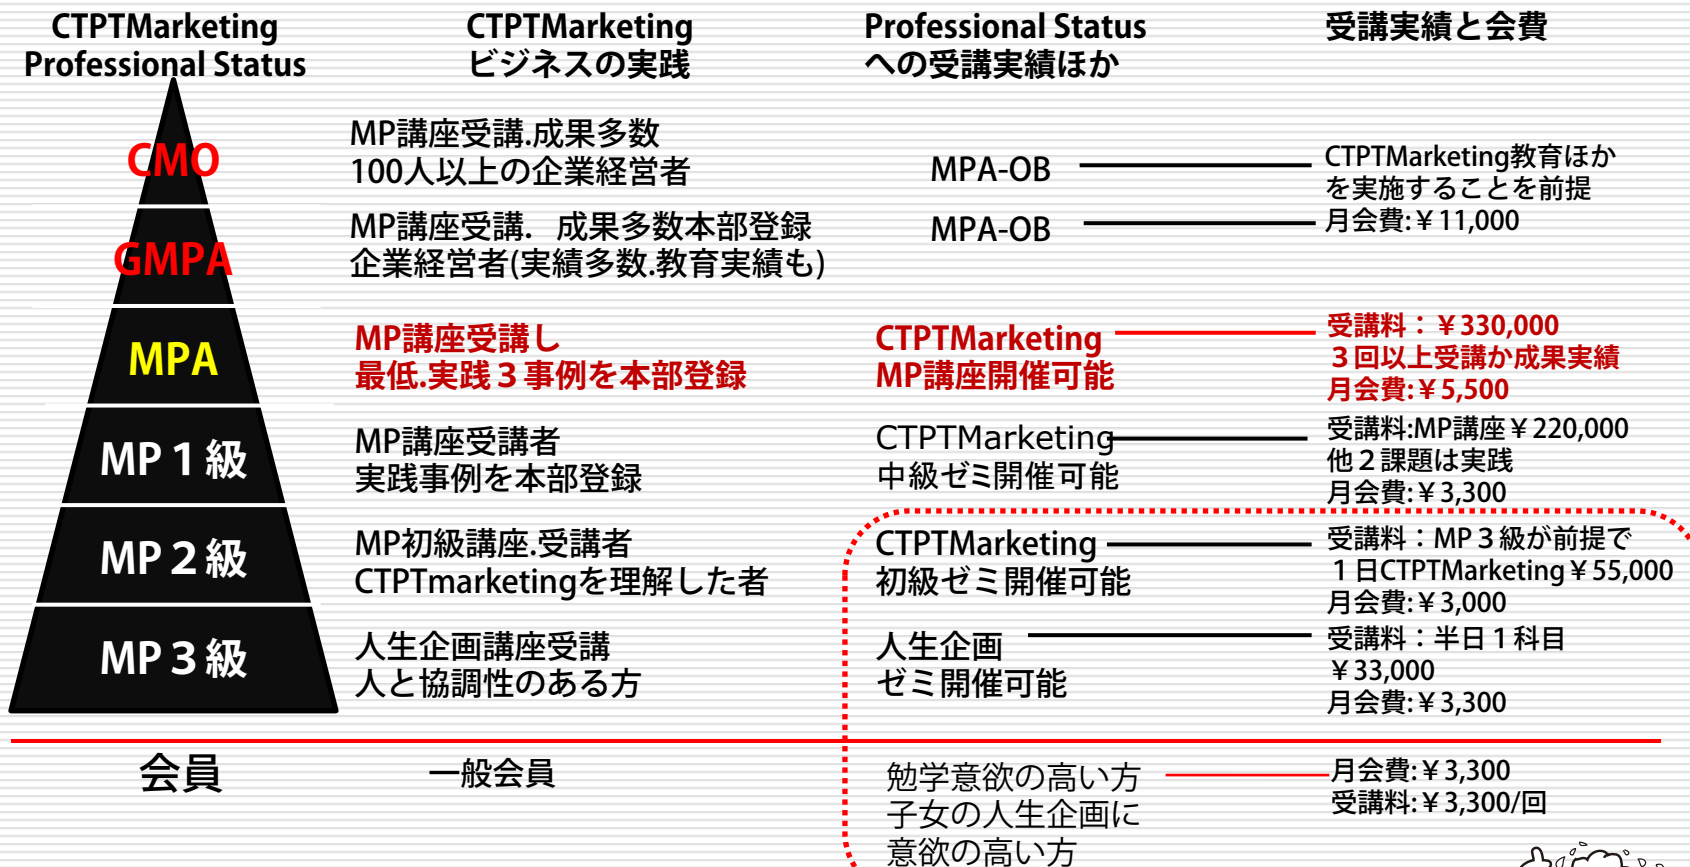 CTPTMarketing
Professional Status
CTPTMarketing
ビジネスの実践
Professional Status
への受講実績ほか
受講実績と会費
CMO
MP講座受講.成果多数
100人以上の企業経営者
MPA-OB
CTPTMarketing教育ほか
を実施することを前提
月会費:￥11,000
GMPA
MP講座受講. 成果多数本部登録
企業経営者(実績多数.教育実績も)
MPA-OB
MPA
MP講座受講し
最低.実践３事例を本部登録
CTPTMarketing
MP講座開催可能
受講料：￥330,000
３回以上受講か成果実績
月会費:￥5,500
MP１級
MP講座受講者
実践事例を本部登録
CTPTMarketing
中級ゼミ開催可能
受講料:MP講座￥220,000
他２課題は実践
月会費:￥3,300
MP２級
MP初級講座.受講者
CTPTmarketingを理解した者
CTPTMarketing
初級ゼミ開催可能
受講料：MP３級が前提で
１日CTPTMarketing￥55,000
月会費:￥3,000
MP３級
人生企画講座受講
人と協調性のある方
人生企画
ゼミ開催可能
受講料：半日１科目
￥33,000
月会費:￥3,300
会員
一般会員
勉学意欲の高い方
子女の人生企画に
意欲の高い方
月会費:￥3,300
受講料:￥3,300/回